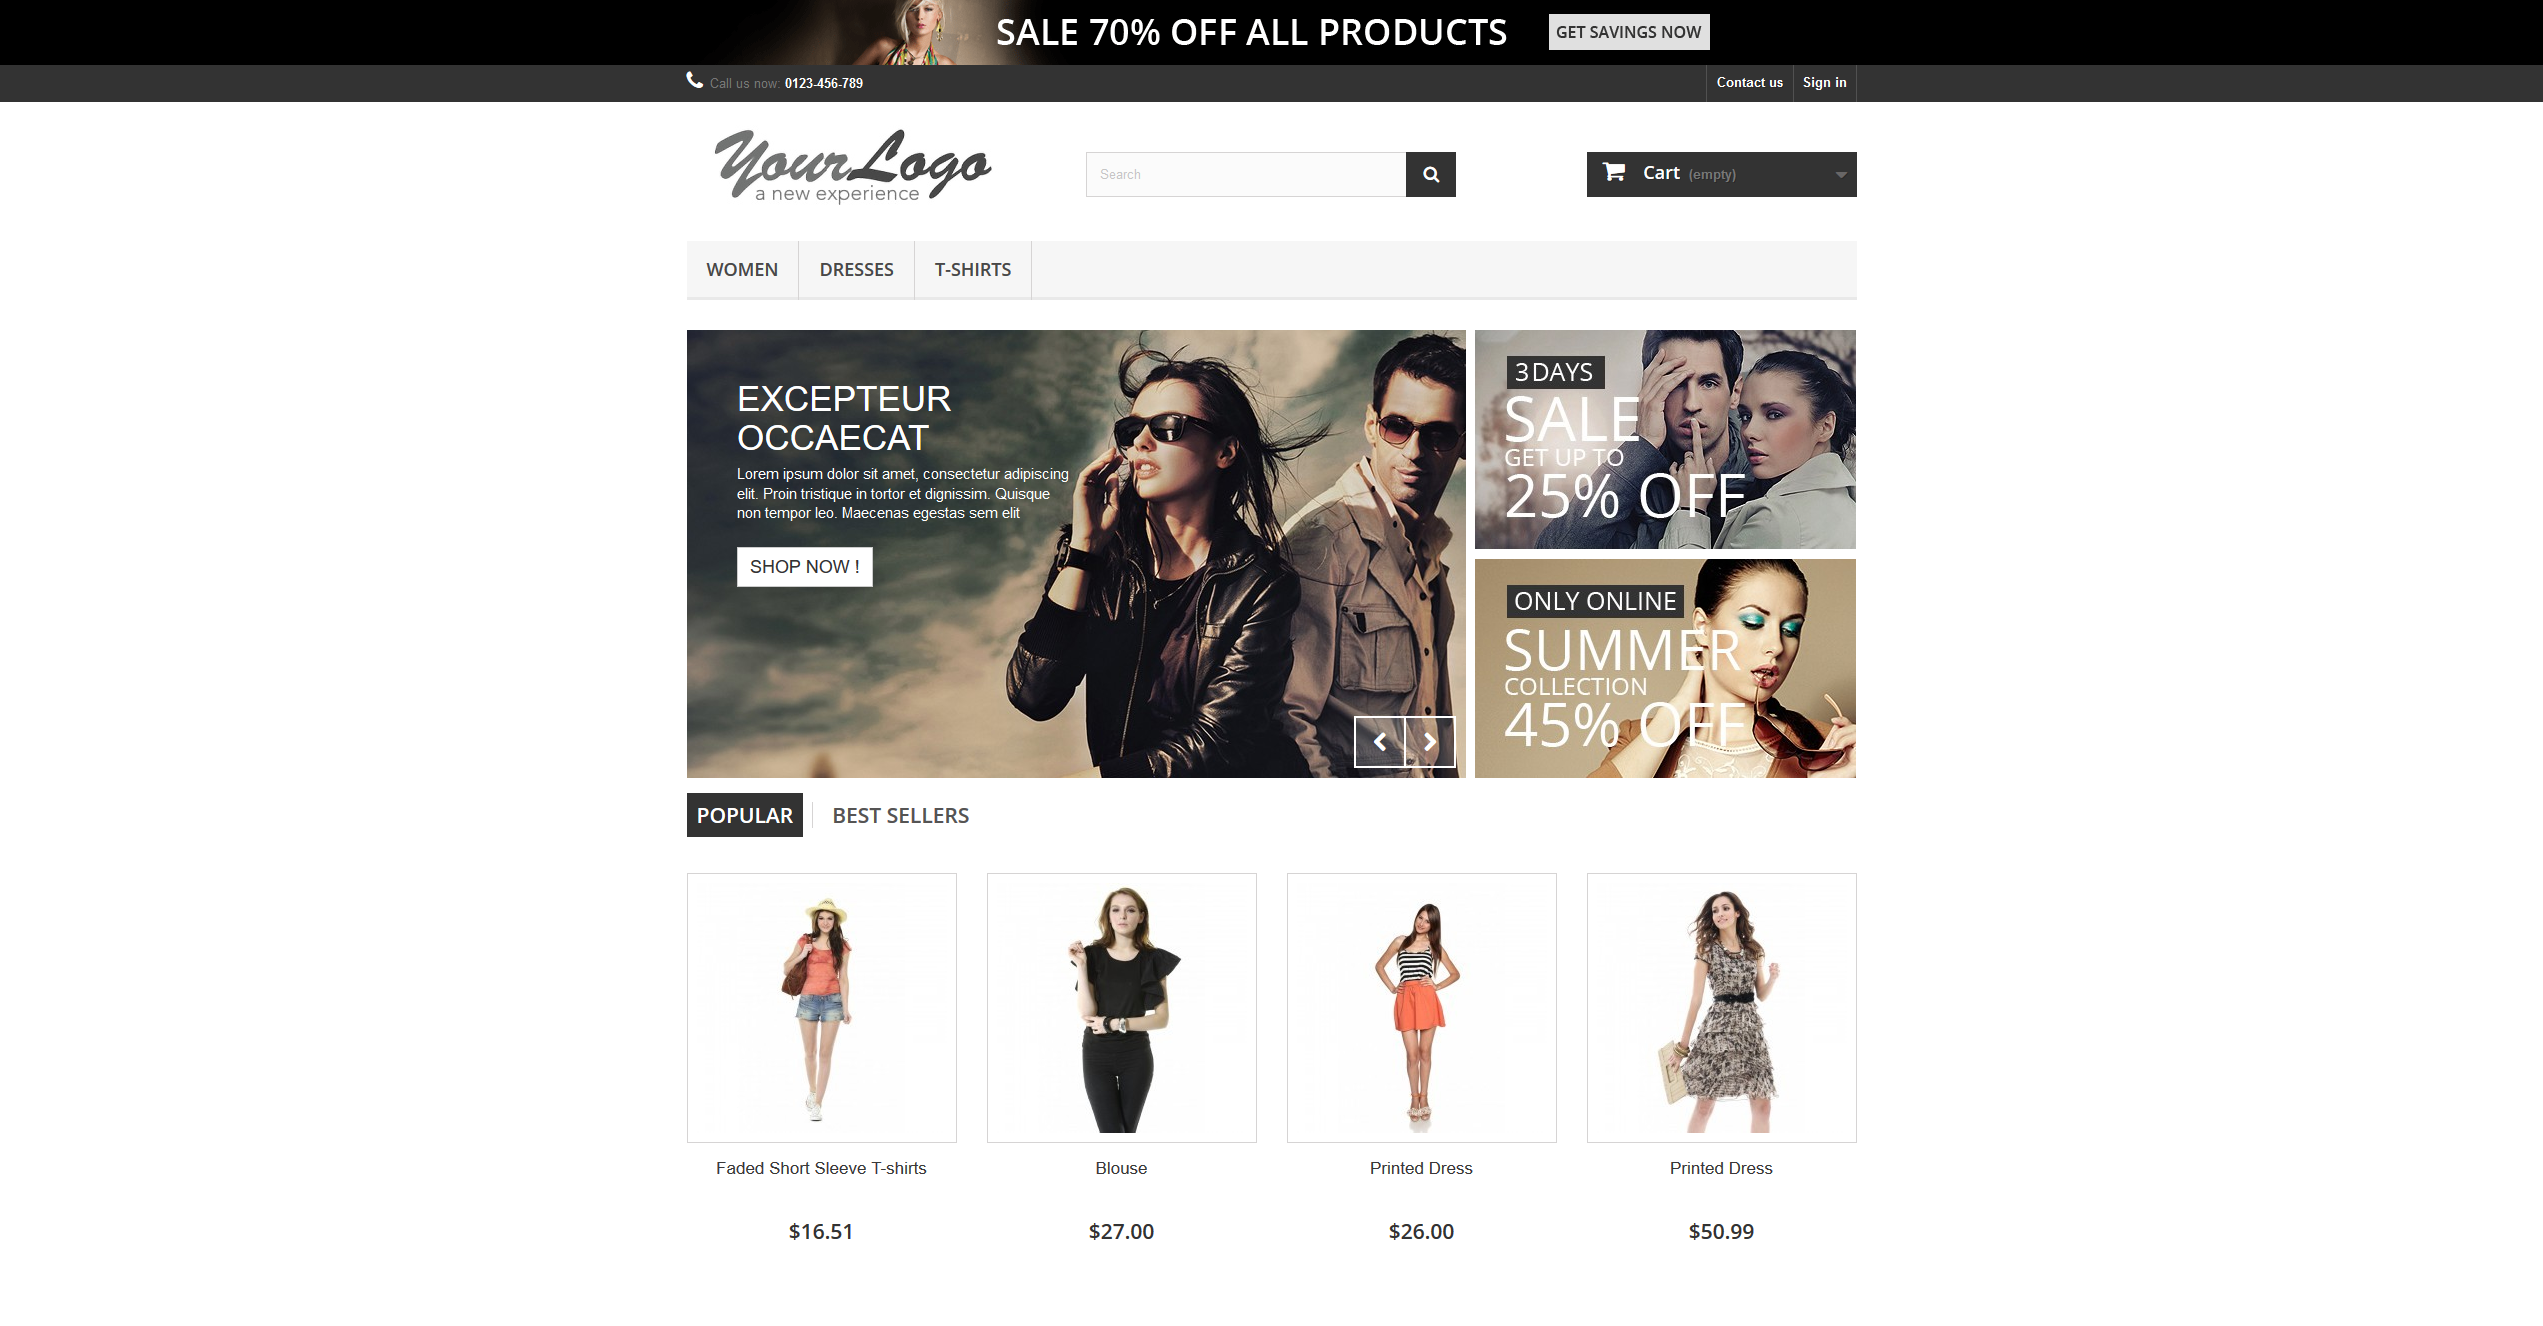 SALE 70% OFF ALL PRODUCTS
GET SAVINGS NOW
Call us now: 0123-456-789
Contact us
Sign in
YourLogo
a new experience
Search
Cart (empty)
WOMEN
DRESSES
T-SHIRTS
EXCEPTEUR
OCCAECAT
Lorem ipsum dolor sit amet, consectetur adipiscing
elit. Proin tristique in tortor et dignissim. Quisque
non tempor leo. Maecenas egestas sem elit
SHOP NOW !
3DAYS
SALE
GET UP TO
25% OFF
ONLY ONLINE
SUMMER
COLLECTION
45% OFF
POPULAR
BEST SELLERS
Faded Short Sleeve T-shirts
$16.51
Blouse
$27.00
Printed Dress
$26.00
Printed Dress
$50.99